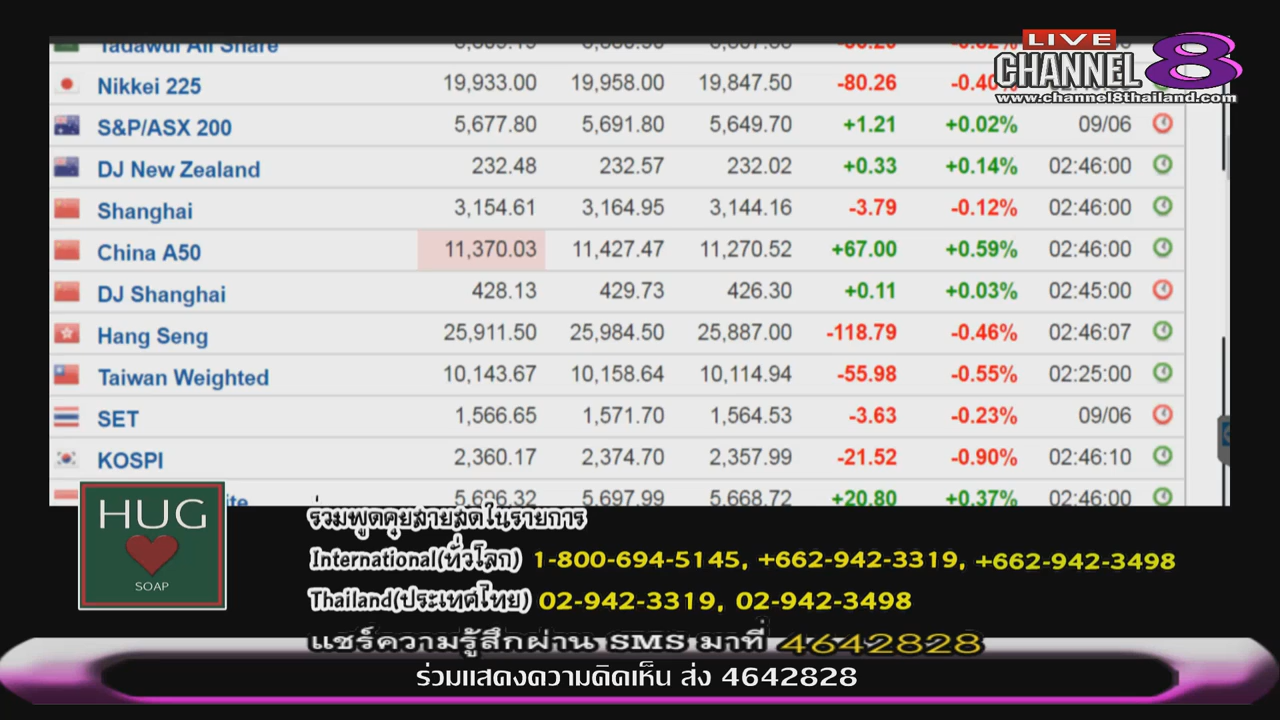 Tadawul All Share
LIVE
CHANNEL 8
www.channel8thailand.com
Nikkei 225 19,933.00 19,958.00 19,847.50 -80.26
S&P/ASX 200 5,677.80 5,691.80 5,649.70 +1.21 +0.02% 09/06
DJ New Zealand 232.48 232.57 232.02 +0.33 +0.14% 02:46:00
Shanghai 3,154.61 3,164.95 3,144.16 -3.79 -0.12% 02:46:00
China A50 11,370.03 11,427.47 11,270.52 +67.00 +0.59% 02:46:00
DJ Shanghai 428.13 429.73 426.30 +0.11 +0.03% 02:45:00
Hang Seng 25,911.50 25,984.50 25,887.00 -118.79 -0.46% 02:46:07
Taiwan Weighted 10,143.67 10,158.64 10,114.94 -55.98 -0.55% 02:25:00
SET 1,566.65 1,571.70 1,564.53 -3.63 -0.23% 09/06
KOSPI 2,360.17 2,374.70 2,357.99 -21.52 -0.90% 02:46:10
5,696.32 5,697.99 5,668.72 +20.80 +0.37% 02:46:00
HUG
SOAP
ร่วมพูดคุยสายสดในรายการ
International(ทั่วโลก) 1-800-694-5145, +662-942-3319, +662-942-3498
Thailand(ประเทศไทย) 02-942-3319, 02-942-3498
แชร์ความรู้สึกผ่าน SMS มาที่ 4642828
ร่วมแสดงความคิดเห็น ส่ง 4642828